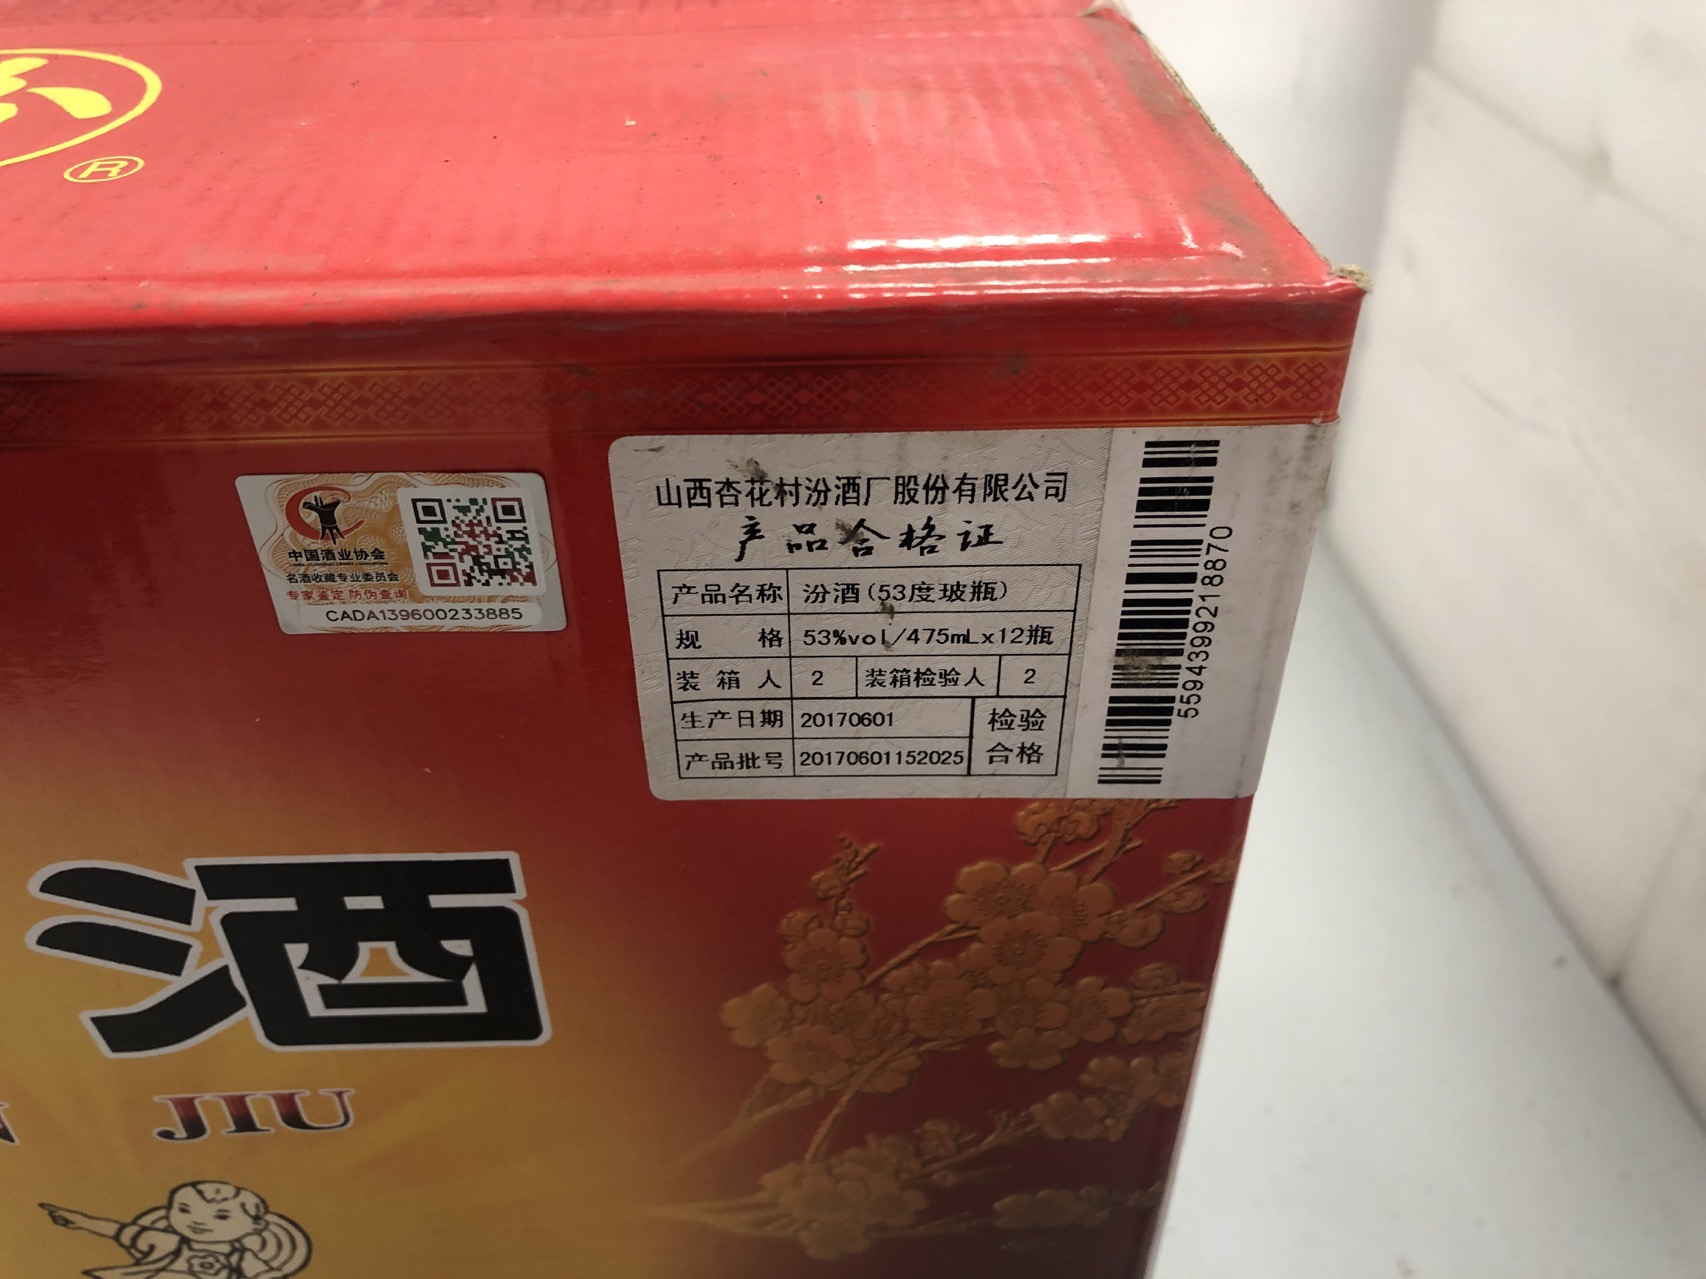 ®
中国酒业协会
名酒收藏专业委员会
专家鉴定 防伪查询
CADA139600233885
山西杏花村汾酒厂股份有限公司
产品合格证
产品名称 汾酒(53度玻瓶)
规 格 53%vol/475mLx12瓶
装箱人 2 装箱检验人 2
生产日期 20170601 检验
产品批号 20170601152025 合格
5594399218870
酒
JIU